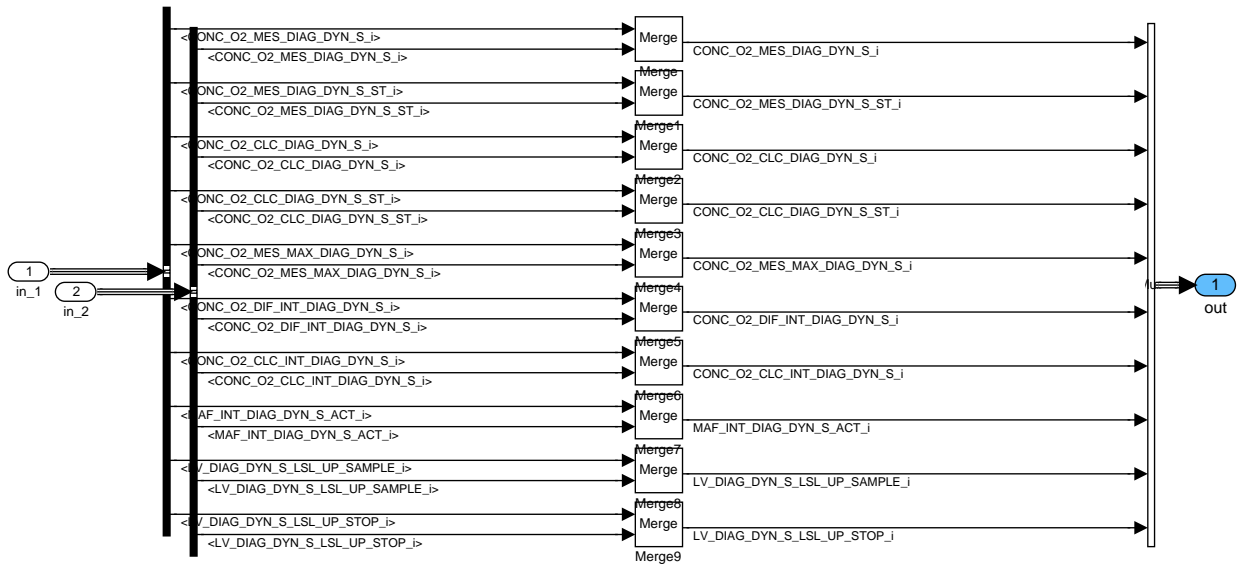 <CONC_O2_MES_DIAG_DYN_S_i>
<CONC_O2_MES_DIAG_DYN_S_i>
Merge
CONC_O2_MES_DIAG_DYN_S_i
Merge
<CONC_O2_MES_DIAG_DYN_S_ST_i>
<CONC_O2_MES_DIAG_DYN_S_ST_i>
Merge
CONC_O2_MES_DIAG_DYN_S_ST_i
Merge1
<CONC_O2_CLC_DIAG_DYN_S_i>
<CONC_O2_CLC_DIAG_DYN_S_i>
Merge
CONC_O2_CLC_DIAG_DYN_S_i
Merge2
<CONC_O2_CLC_DIAG_DYN_S_ST_i>
<CONC_O2_CLC_DIAG_DYN_S_ST_i>
Merge
CONC_O2_CLC_DIAG_DYN_S_ST_i
Merge3
<CONC_O2_MES_MAX_DIAG_DYN_S_i>
<CONC_O2_MES_MAX_DIAG_DYN_S_i>
Merge
CONC_O2_MES_MAX_DIAG_DYN_S_i
Merge4
1
in_1
2
in_2
<CONC_O2_DIF_INT_DIAG_DYN_S_i>
<CONC_O2_DIF_INT_DIAG_DYN_S_i>
Merge
CONC_O2_DIF_INT_DIAG_DYN_S_i
Merge5
1
out
<CONC_O2_CLC_INT_DIAG_DYN_S_i>
<CONC_O2_CLC_INT_DIAG_DYN_S_i>
Merge
CONC_O2_CLC_INT_DIAG_DYN_S_i
Merge6
<MAF_INT_DIAG_DYN_S_ACT_i>
<MAF_INT_DIAG_DYN_S_ACT_i>
Merge
MAF_INT_DIAG_DYN_S_ACT_i
Merge7
<LV_DIAG_DYN_S_LSL_UP_SAMPLE_i>
<LV_DIAG_DYN_S_LSL_UP_SAMPLE_i>
Merge
LV_DIAG_DYN_S_LSL_UP_SAMPLE_i
Merge8
<LV_DIAG_DYN_S_LSL_UP_STOP_i>
<LV_DIAG_DYN_S_LSL_UP_STOP_i>
Merge
LV_DIAG_DYN_S_LSL_UP_STOP_i
Merge9